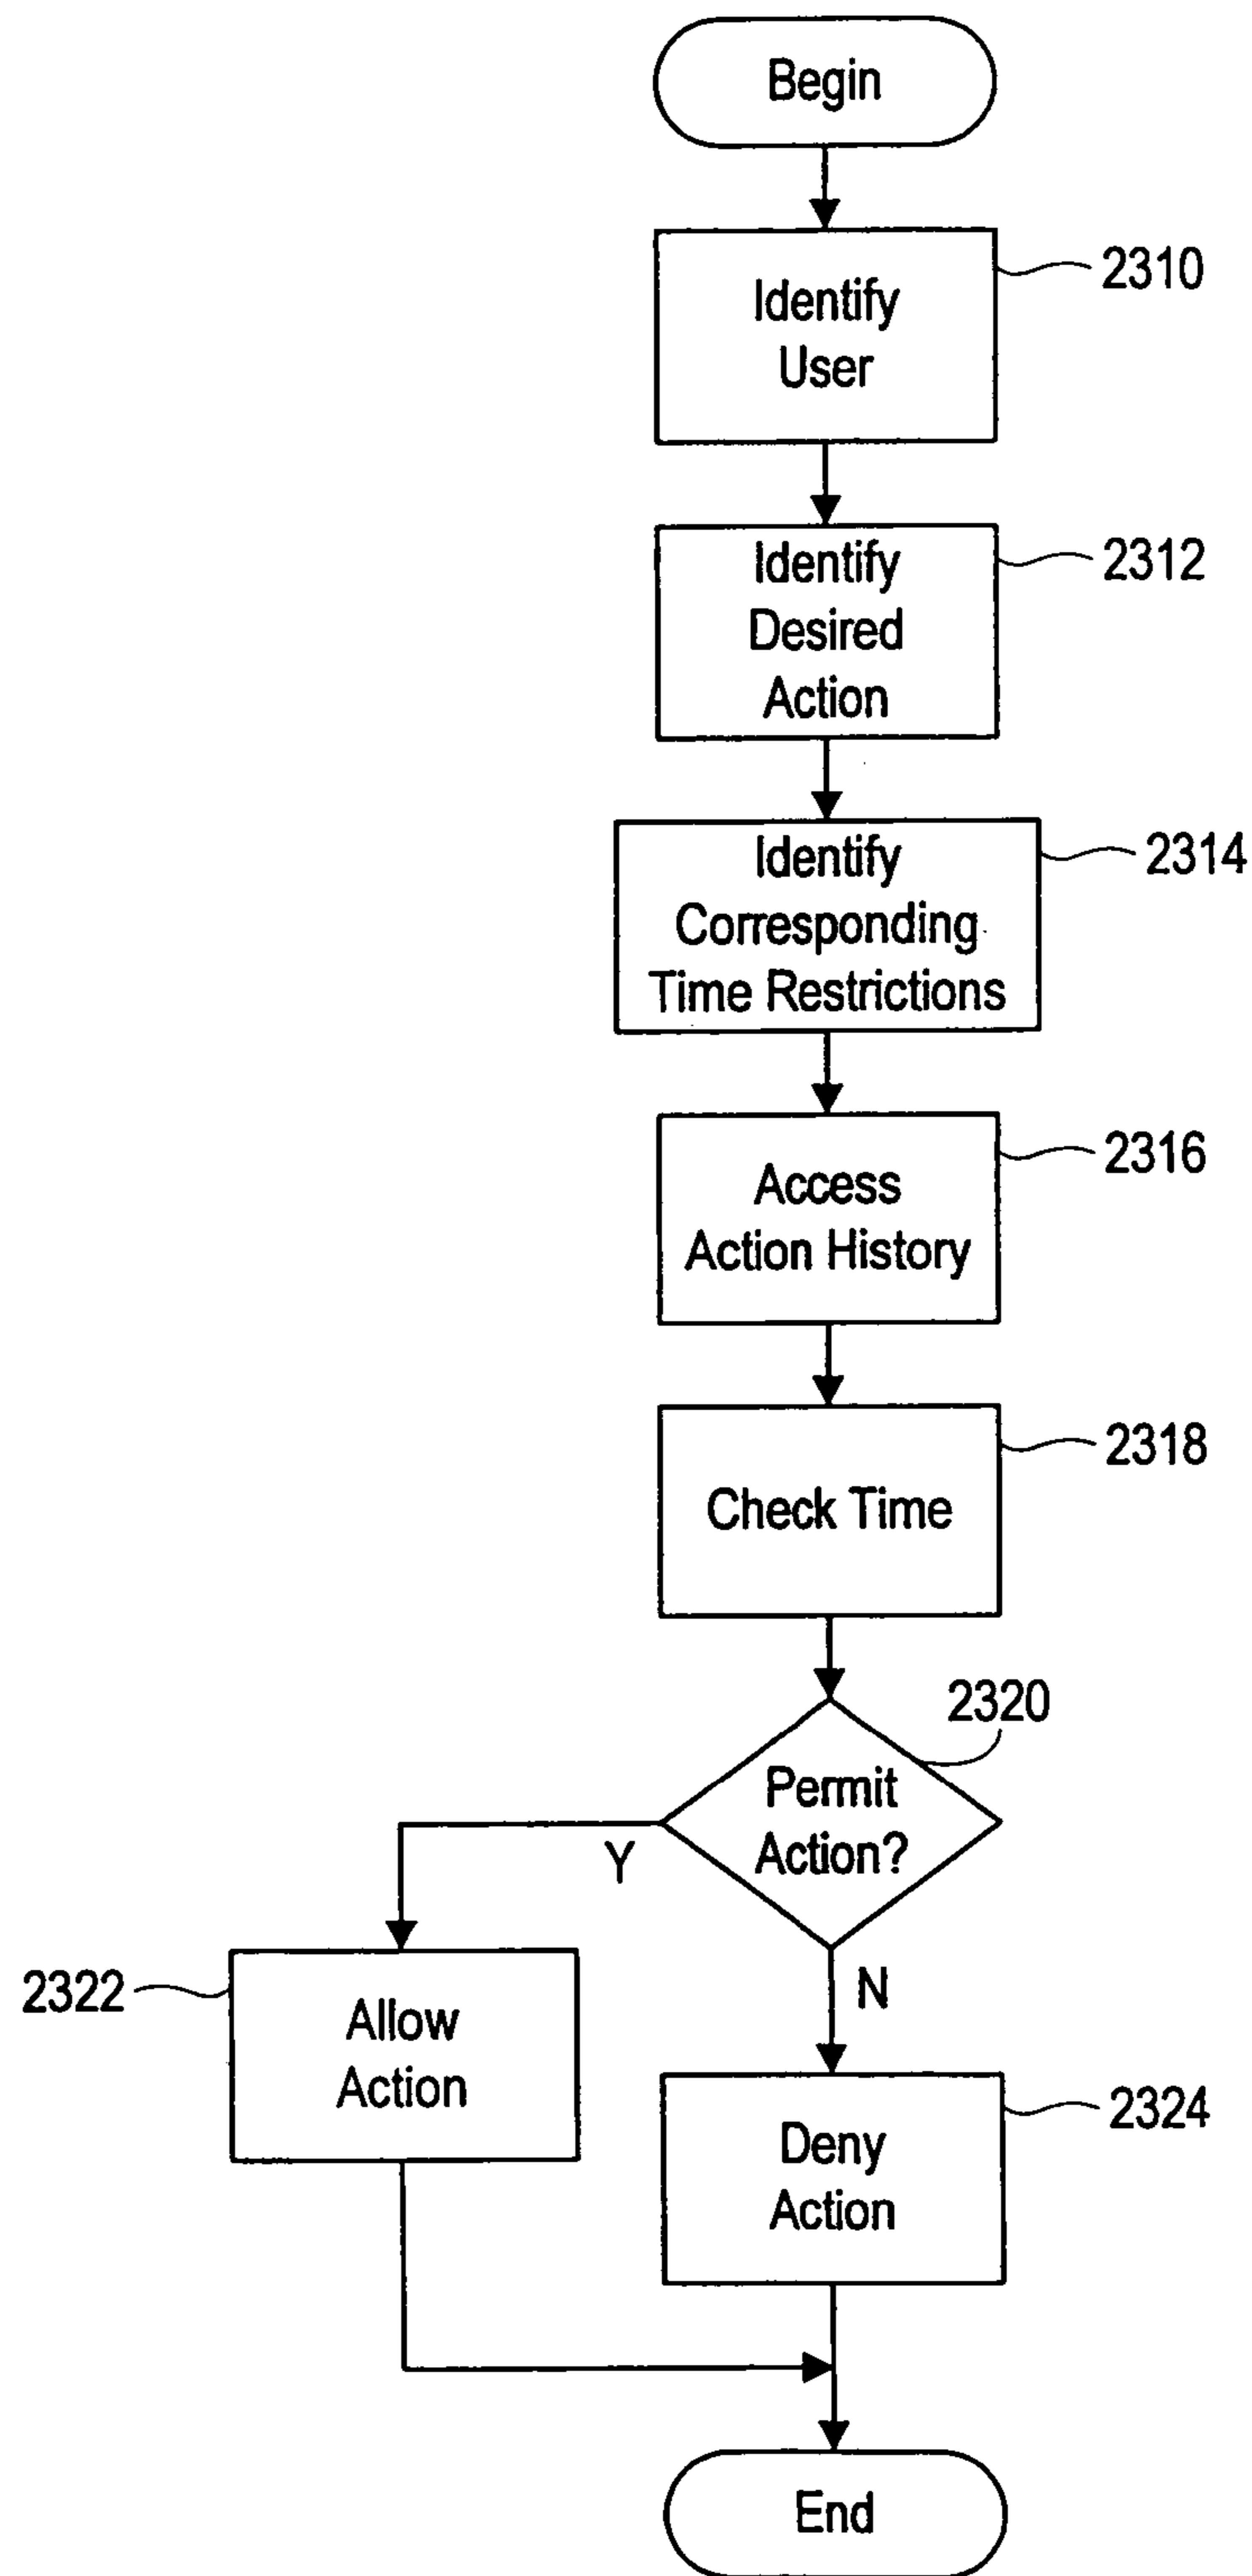 Begin
Identify
User
2310
Identify
Desired
Action
2312
Identify
Corresponding
Time Restrictions
2314
Access
Action History
2316
Check Time
2318
Permit
Action?
2320
Y
N
Allow
Action
2322
Deny
Action
2324
End